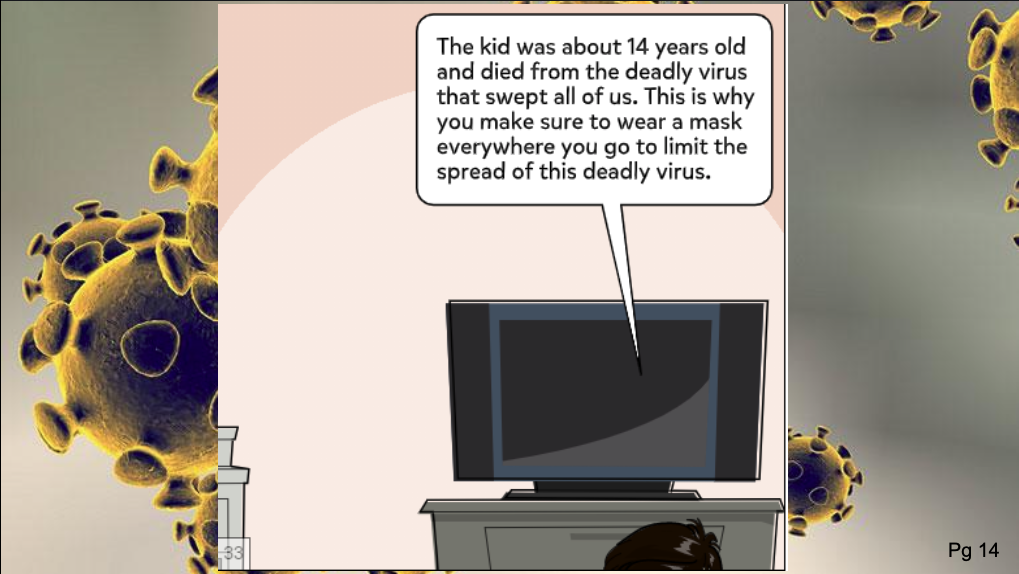 The kid was about 14 years old
and died from the deadly virus
that swept all of us. This is why
you make sure to wear a mask
everywhere you go to limit the
spread of this deadly virus.
33
Pg 14